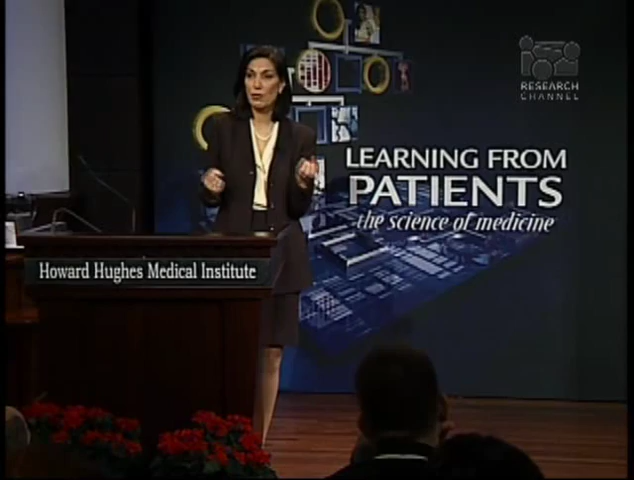 RESEARCH
CHANNEL
LEARNING FROM
PATIENTS
the science of medicine
Howard Hughes Medical Institute